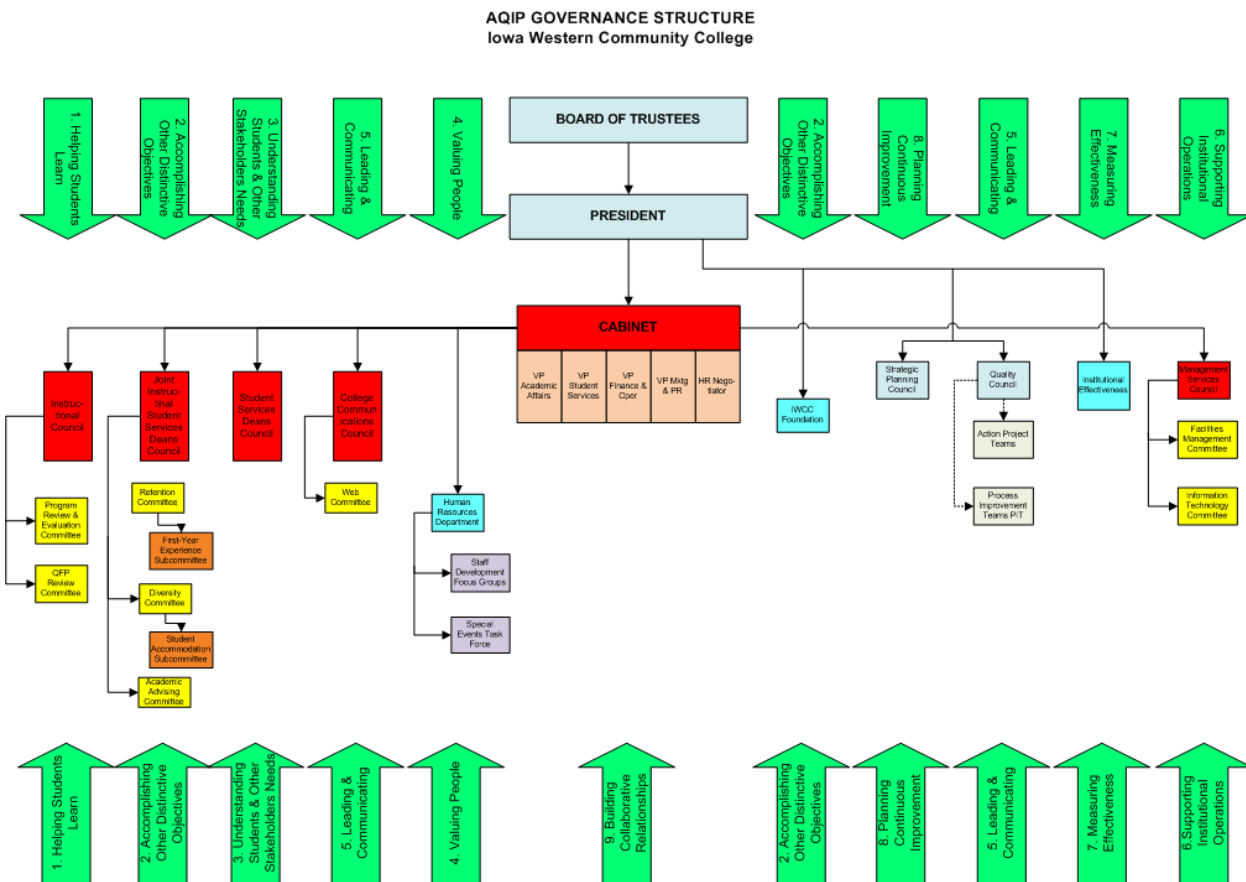 AQIP GOVERNANCE STRUCTURE
Iowa Western Community College
1. Helping Students
Learn
2. Accomplishing
Other Distinctive
Objectives
3. Understanding
Students & Other
Stakeholders Needs
5. Leading &
Communicating
4. Valuing People
BOARD OF TRUSTEES
PRESIDENT
2. Accomplishing
Other Distinctive
Objectives
8. Planning
Continuous
Improvement
5. Leading &
Communicating
7. Measuring
Effectiveness
6. Supporting
Institutional
Operations
CABINET
VP
Academic
Affairs
VP
Student
Services
VP
Finance &
Oper
VP Mktg
& PR
HR Nego-
tiator
Instruc-
tional
Council
Joint
Instruc-
tional
Student
Services
Deans
Council
Student
Services
Deans
Council
College
Commun
ications
Council
IWCC
Foundation
Strategic
Planning
Council
Quality
Council
Institutional
Effectiveness
Management
Services
Council
Action Project
Teams
Process
Improvement
Teams PIT
Facilities
Management
Committee
Information
Technology
Committee
Program
Review &
Evaluation
Committee
QFP
Review
Committee
Retention
Committee
First-Year
Experience
Subcommittee
Diversity
Committee
Student
Accommodation
Subcommittee
Academic
Advising
Committee
Web
Committee
Human
Resources
Department
Staff
Development
Focus Groups
Special
Events Task
Force
1. Helping Students
Learn
2. Accomplishing
Other Distinctive
Objectives
3. Understanding
Students & Other
Stakeholders Needs
5. Leading &
Communicating
4. Valuing People
9. Building
Collaborative
Relationships
2. Accomplishing
Other Distinctive
Objectives
8. Planning
Continuous
Improvement
5. Leading &
Communicating
7. Measuring
Effectiveness
6.Supporting
Institutional
Operations